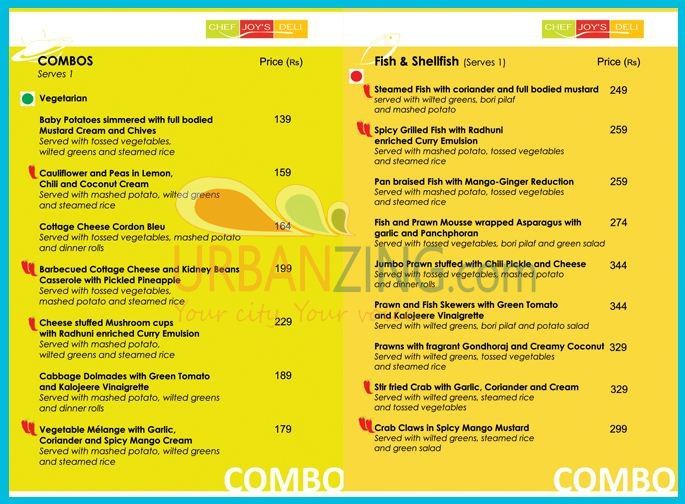 CHEF JOY'S DELI
COMBOS
Price (Rs)
Serves 1
Vegetarian
Baby Potatoes simmered with full bodied 139
Mustard Cream and Chives
Served with tossed vegetables,
wilted greens and steamed rice
Cauliflower and Peas in Lemon, 159
Chili and Coconut Cream
Served with mashed potato, wilted greens
and steamed rice
Cottage Cheese Cordon Bleu 164
Served with tossed vegetables, mashed potato
and dinner rolls
Barbecued Cottage Cheese and Kidney Beans 199
Casserole with Pickled Pineapple
Served with tossed vegetables,
mashed potato and steamed rice
Cheese stuffed Mushroom cups 229
with Radhuni enriched Curry Emulsion
Served with mashed potato,
wilted greens and steamed rice
Cabbage Dolmades with Green Tomato 189
and Kalojeere Vinaigrette
Served with mashed potato, wilted greens
and dinner rolls
Vegetable Mélange with Garlic, 179
Coriander and Spicy Mango Cream
Served with mashed potato, wilted greens
and steamed rice
COMBO
CHEF JOY'S DELI
Fish & Shellfish (Serves 1) Price (Rs)
Steamed Fish with coriander and full bodied mustard 249
served with wilted greens, bori pilaf
and mashed potato
Spicy Grilled Fish with Radhuni 259
enriched Curry Emulsion
Served with mashed potato, tossed vegetables
and steamed rice
Pan braised Fish with Mango-Ginger Reduction 259
Served with mashed potato, tossed vegetables
and steamed rice
Fish and Prawn Mousse wrapped Asparagus with 274
garlic and Panchphoran
Served with tossed vegetables, bori pilaf and green salad
Jumbo Prawn stuffed with Chili Pickle and Cheese 344
Served with tossed vegetables, mashed potato
and dinner rolls
Prawn and Fish Skewers with Green Tomato 344
and Kalojeere Vinaigrette
Served with wilted greens, bori pilat and potato salad
Prawns with fragrant Gondhoraj and Creamy Coconut 329
Served with wilted greens, tossed vegetables
and steamed rice
Stir fried Crab with Garlic, Coriander and Cream 329
Served with wilted greens, steamed rice
and tossed vegetables
Crab Claws in Spicy Mango Mustard 299
Served with wilted greens, steamed rice
and green salad
COMBO
URBANZING.com
Your city. Your